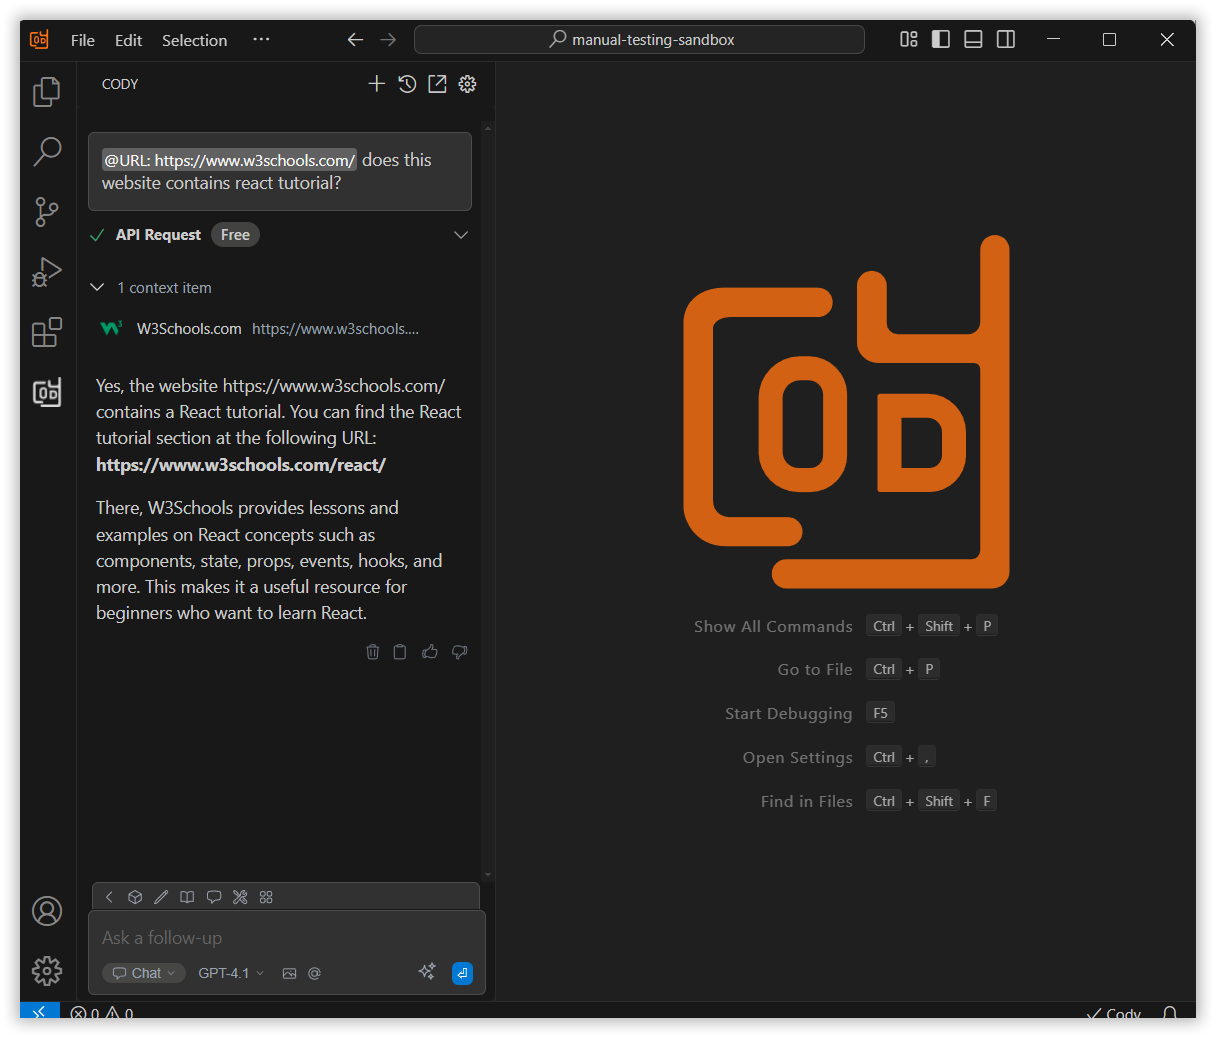 File Edit Selection ··· manual-testing-sandbox
CODY
@URL: https://www.w3schools.com/ does this
website contains react tutorial?
API Request Free
1 context item
W3Schools.com https://www.w3schools....
Yes, the website https://www.w3schools.com/
contains a React tutorial. You can find the React
tutorial section at the following URL:
https://www.w3schools.com/react/
There, W3Schools provides lessons and
examples on React concepts such as
components, state, props, events, hooks, and
more. This makes it a useful resource for
beginners who want to learn React.
Ask a follow-up
Chat GPT-4.1 @
OD
Show All Commands Ctrl + Shift + P
Go to File Ctrl + P
Start Debugging F5
Open Settings Ctrl + ,
Find in Files Ctrl + Shift + F
0 0 Cody